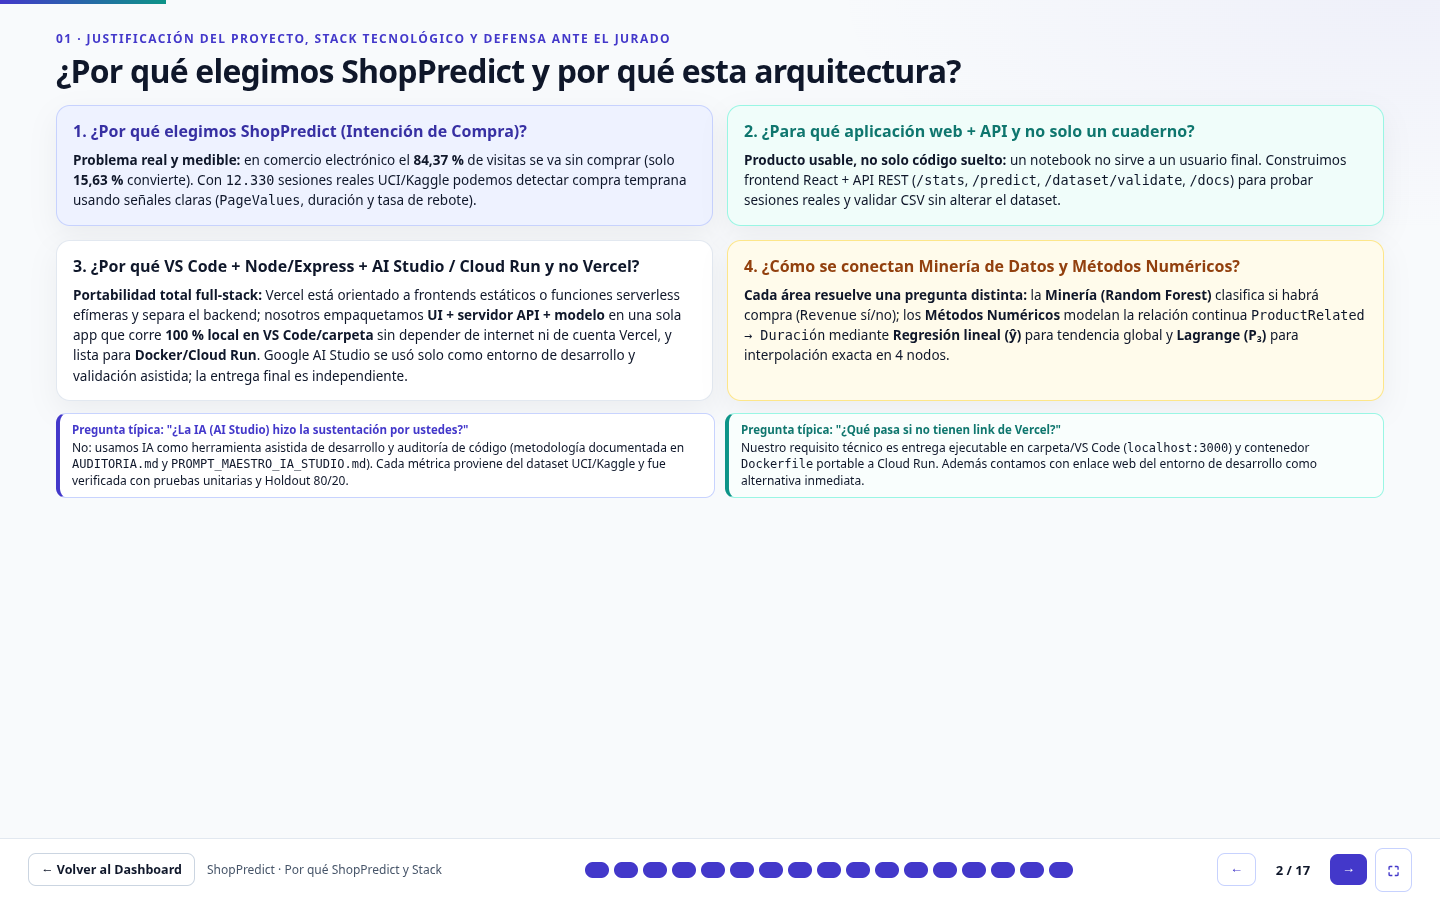 01 · JUSTIFICACIÓN DEL PROYECTO, STACK TECNOLÓGICO Y DEFENSA ANTE EL JURADO
¿Por qué elegimos ShopPredict y por qué esta arquitectura?
1. ¿Por qué elegimos ShopPredict (Intención de Compra)?
Problema real y medible: en comercio electrónico el 84,37 % de visitas se va sin comprar (solo
15,63 % convierte). Con 12.330 sesiones reales UCI/Kaggle podemos detectar compra temprana
usando señales claras (PageValues, duración y tasa de rebote).
2. ¿Para qué aplicación web + API y no solo un cuaderno?
Producto usable, no solo código suelto: un notebook no sirve a un usuario final. Construimos
frontend React + API REST (/stats, /predict, /dataset/validate, /docs) para probar
sesiones reales y validar CSV sin alterar el dataset.
3. ¿Por qué VS Code + Node/Express + AI Studio / Cloud Run y no Vercel?
Portabilidad total full-stack: Vercel está orientado a frontends estáticos o funciones serverless
efímeras y separa el backend; nosotros empaquetamos UI + servidor API + modelo en una sola
app que corre 100 % local en VS Code/carpeta sin depender de internet ni de cuenta Vercel, y
lista para Docker/Cloud Run. Google AI Studio se usó solo como entorno de desarrollo y
validación asistida; la entrega final es independiente.
4. ¿Cómo se conectan Minería de Datos y Métodos Numéricos?
Cada área resuelve una pregunta distinta: la Minería (Random Forest) clasifica si habrá
compra (Revenue sí/no); los Métodos Numéricos modelan la relación continua ProductRelated
→ Duración mediante Regresión lineal (ŷ) para tendencia global y Lagrange (P₃) para
interpolación exacta en 4 nodos.
Pregunta típica: "¿La IA (AI Studio) hizo la sustentación por ustedes?"
No: usamos IA como herramienta asistida de desarrollo y auditoría de código (metodología documentada en
AUDITORIA.md y PROMPT_MAESTRO_IA_STUDIO.md). Cada métrica proviene del dataset UCI/Kaggle y fue
verificada con pruebas unitarias y Holdout 80/20.
Pregunta típica: "¿Qué pasa si no tienen link de Vercel?"
Nuestro requisito técnico es entrega ejecutable en carpeta/VS Code (localhost:3000) y contenedor
Dockerfile portable a Cloud Run. Además contamos con enlace web del entorno de desarrollo como
alternativa inmediata.
← Volver al Dashboard
ShopPredict · Por qué ShopPredict y Stack
←
2 / 17
→